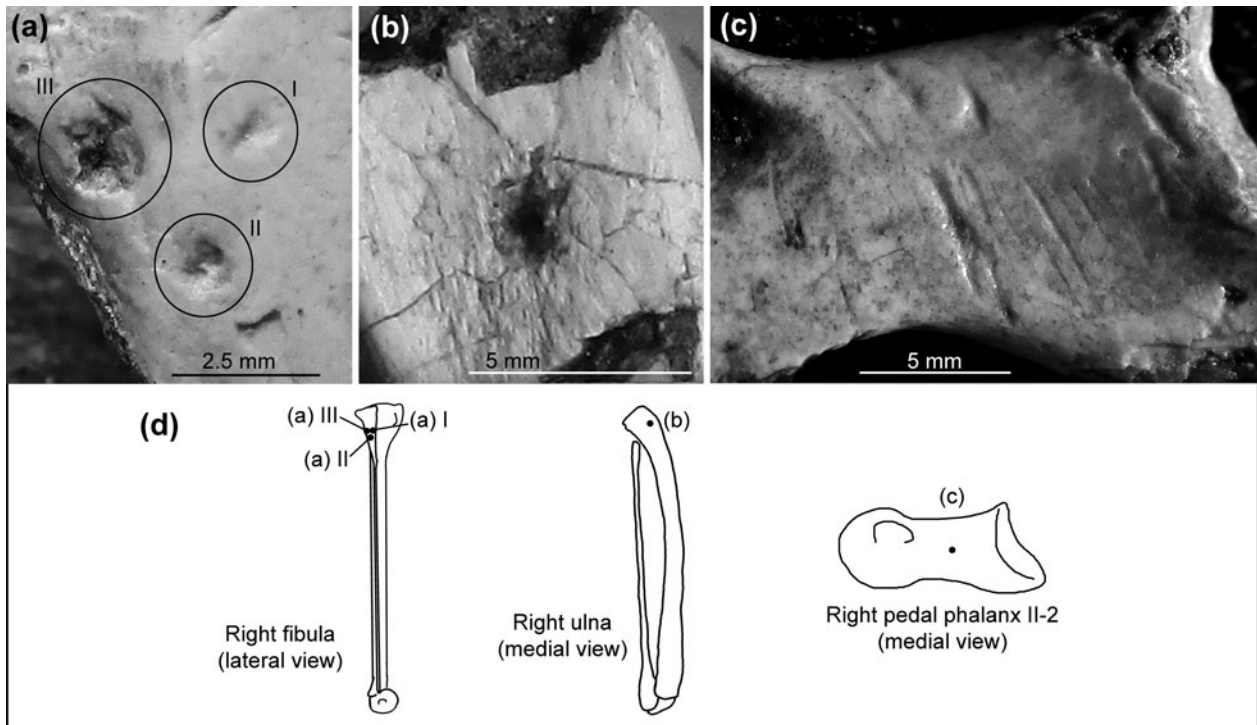 (a)
III
I
II
2.5 mm
(b)
5 mm
(c)
5 mm
(d)
(a) III
(a) I
(a) II
Right fibula
(lateral view)
(b)
Right ulna
(medial view)
(c)
Right pedal phalanx II-2
(medial view)